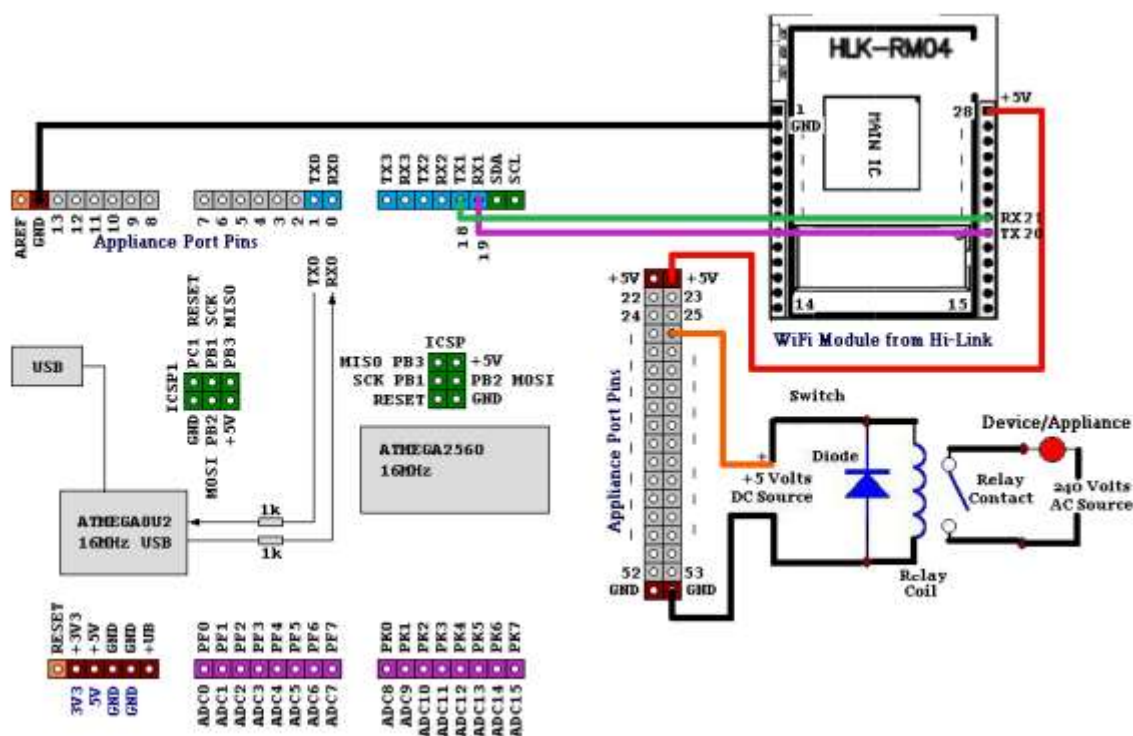 HLK-RM04
MAIN IC
1
GND
28
+5V
RX 21
TX 20
14
15
WiFi Module from Hi-Link
AREF
GND
13
12
11
10
9
8
7
6
5
4
3
2
1
0
TX0
RX0
TX3
RX3
TX2
RX2
TX1
RX1
SDA
SCL
18
19
Appliance Port Pins
TX0
RX0
USB
ICSP1
PC1 RESET
PB1 SCK
PB3 MISO
GND
MOSI PB2
+5V
ICSP
MISO PB3
+5V
SCK PB1
PB2 MOSI
RESET
GND
ATMEGA2560
16MHz
ATMEGA8U2
16MHz USB
1k
1k
+5V
+5V
22
23
24
25
52
53
GND
GND
Appliance Port Pins
Switch
+
+5 Volts
DC Source
Diode
Relay
Coil
Relay
Contact
Device/Appliance
240 Volts
AC Source
RESET
+3V3
+5V
GND
GND
+UB
3V3
5V
GND
GND
PF0
PF1
PF2
PF3
PF4
PF5
PF6
PF7
ADC0
ADC1
ADC2
ADC3
ADC4
ADC5
ADC6
ADC7
PK0
PK1
PK2
PK3
PK4
PK5
PK6
PK7
ADC8
ADC9
ADC10
ADC11
ADC12
ADC13
ADC14
ADC15